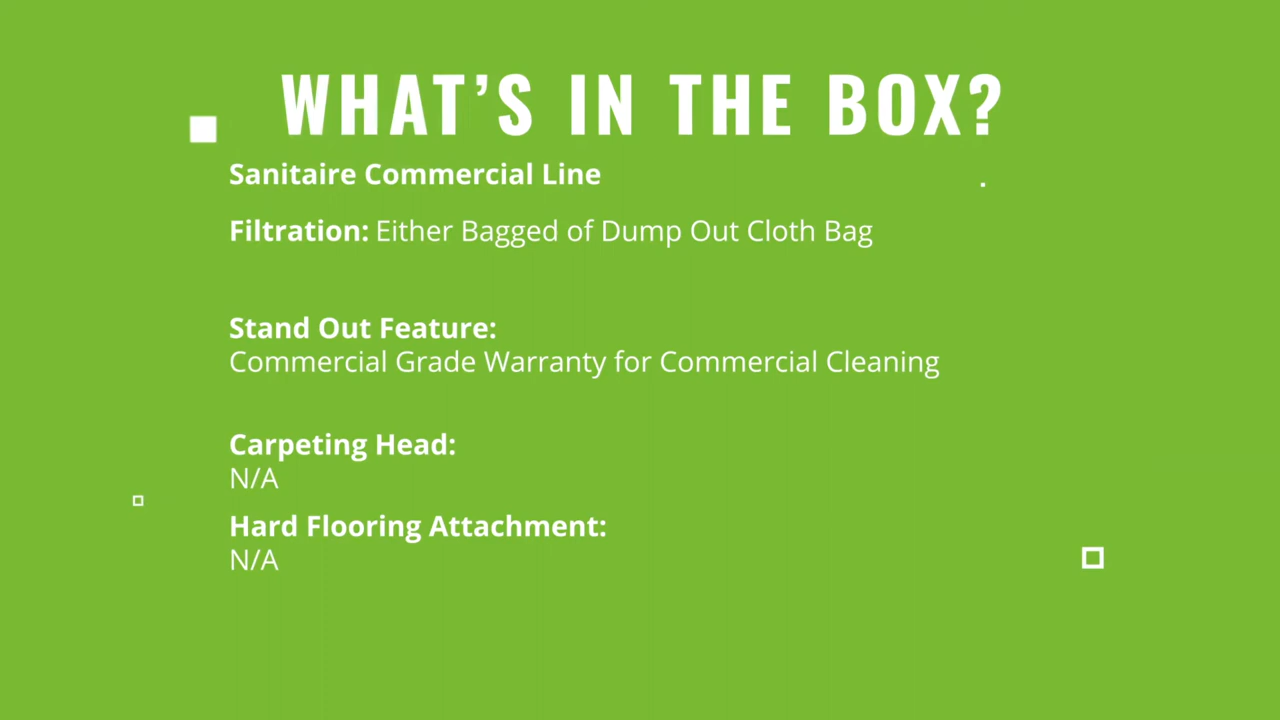 WHAT’S IN THE BOX?
Sanitaire Commercial Line
Filtration: Either Bagged of Dump Out Cloth Bag
Stand Out Feature:
Commercial Grade Warranty for Commercial Cleaning
Carpeting Head:
N/A
Hard Flooring Attachment:
N/A